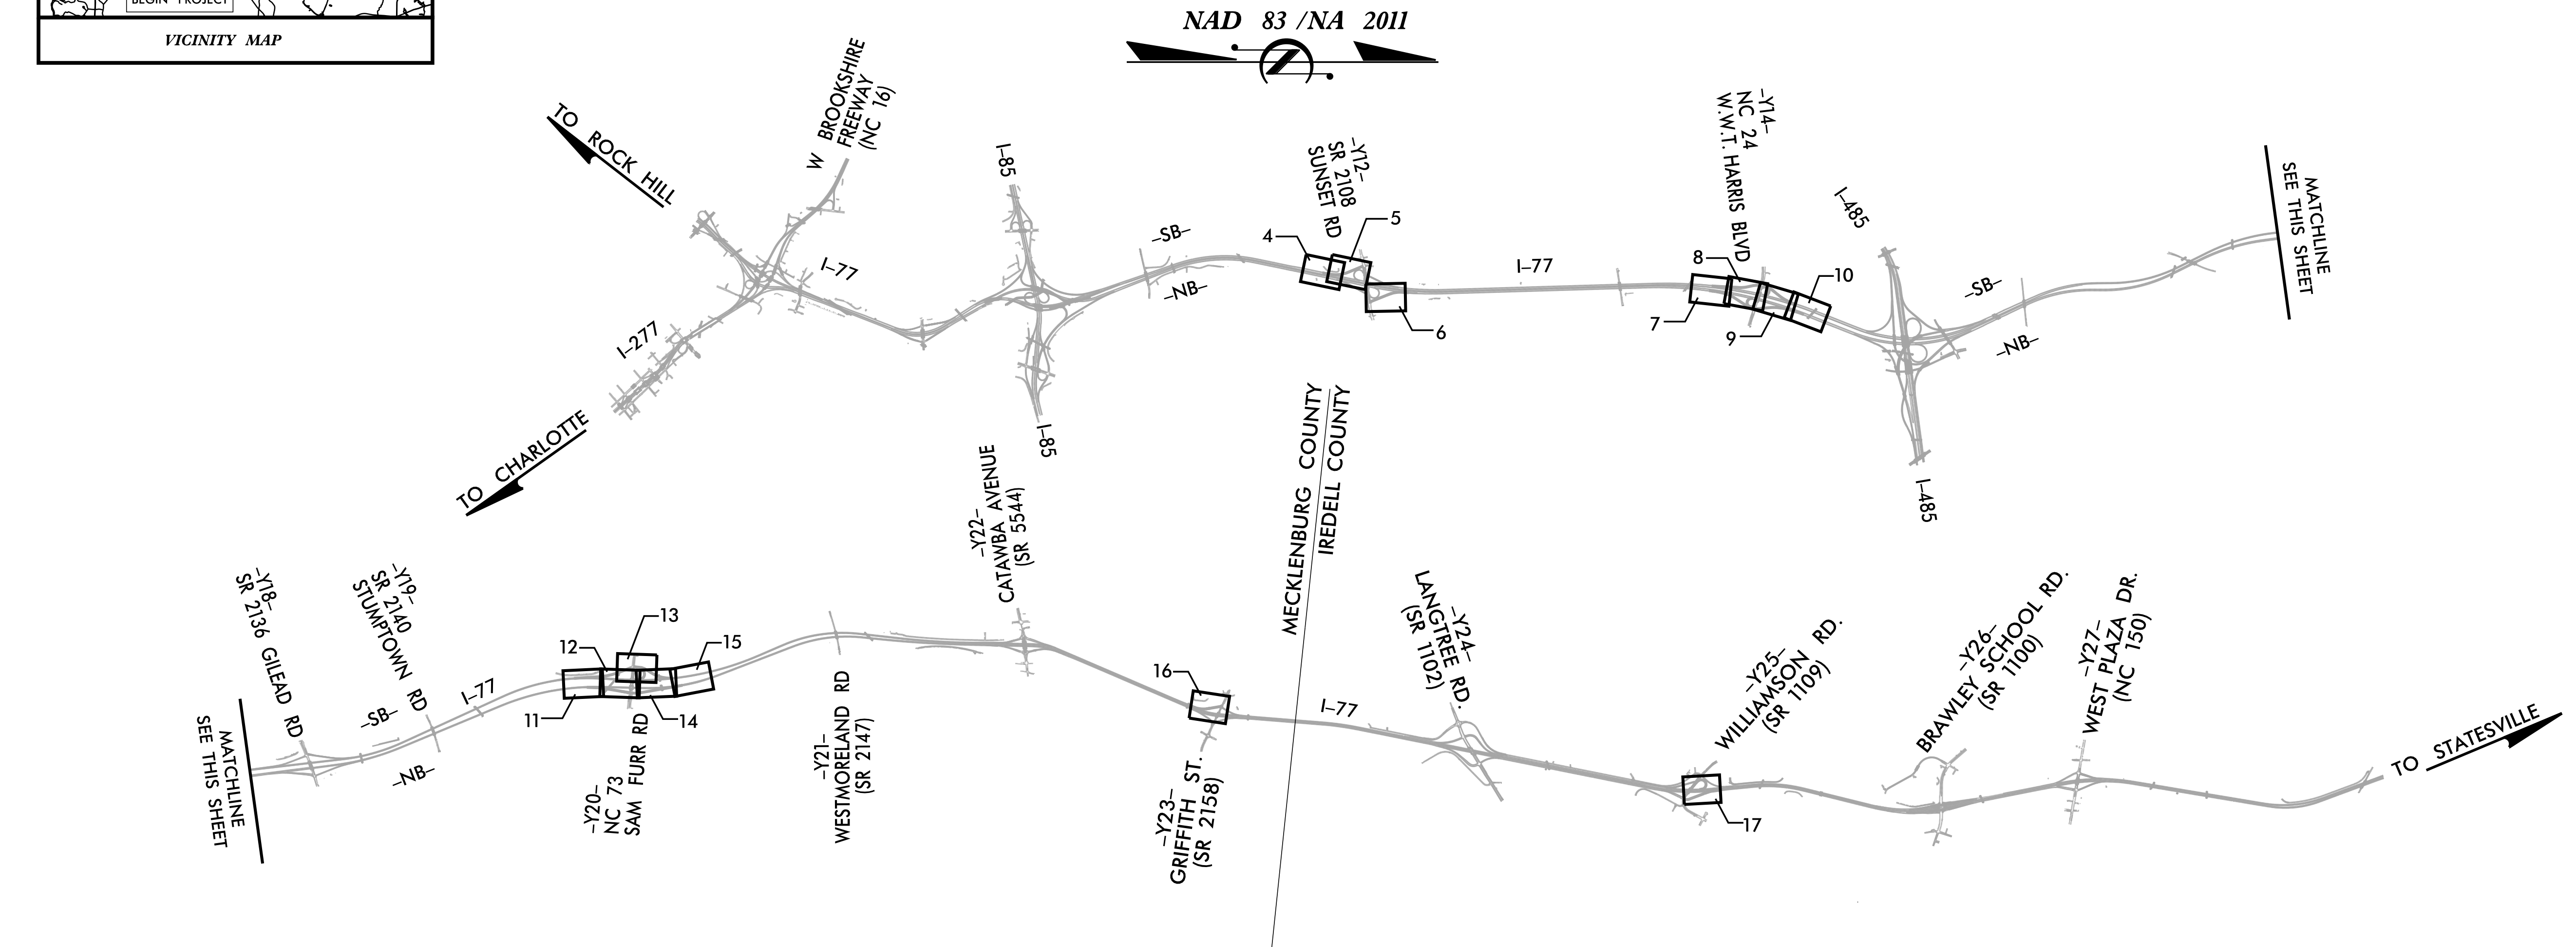 BEGIN PROJECT
VICINITY MAP
NAD 83 /NA 2011
TO ROCK HILL
W BROOKSHIRE
FREEWAY
(NC 16)
I-85
-SB-
-NB-
I-77
I-277
TO CHARLOTTE
I-85
-Y12-
SR 2108
SUNSET RD
4
5
6
I-77
-Y14-
NC 24
W.W.T. HARRIS BLVD
7
8
9
10
I-485
-SB-
-NB-
I-485
MATCHLINE
SEE THIS SHEET
MECKLENBURG COUNTY
IREDELL COUNTY
MATCHLINE
SEE THIS SHEET
-Y18-
SR 2136 GILEAD RD
-Y19-
SR 2140
STUMPTOWN RD
-SB-
-NB-
I-77
11
12
13
14
15
-Y20-
NC 73
SAM FURR RD
-Y21-
WESTMORELAND RD
(SR 2147)
-Y22-
CATAWBA AVENUE
(SR 5544)
16
-Y23-
GRIFFITH ST.
(SR 2158)
I-77
-Y24-
LANGTREE RD.
(SR 1102)
-Y25-
WILLIAMSON RD.
(SR 1109)
17
-Y26-
BRAWLEY SCHOOL RD.
(SR 1100)
-Y27-
WEST PLAZA DR.
(NC 150)
TO STATESVILLE